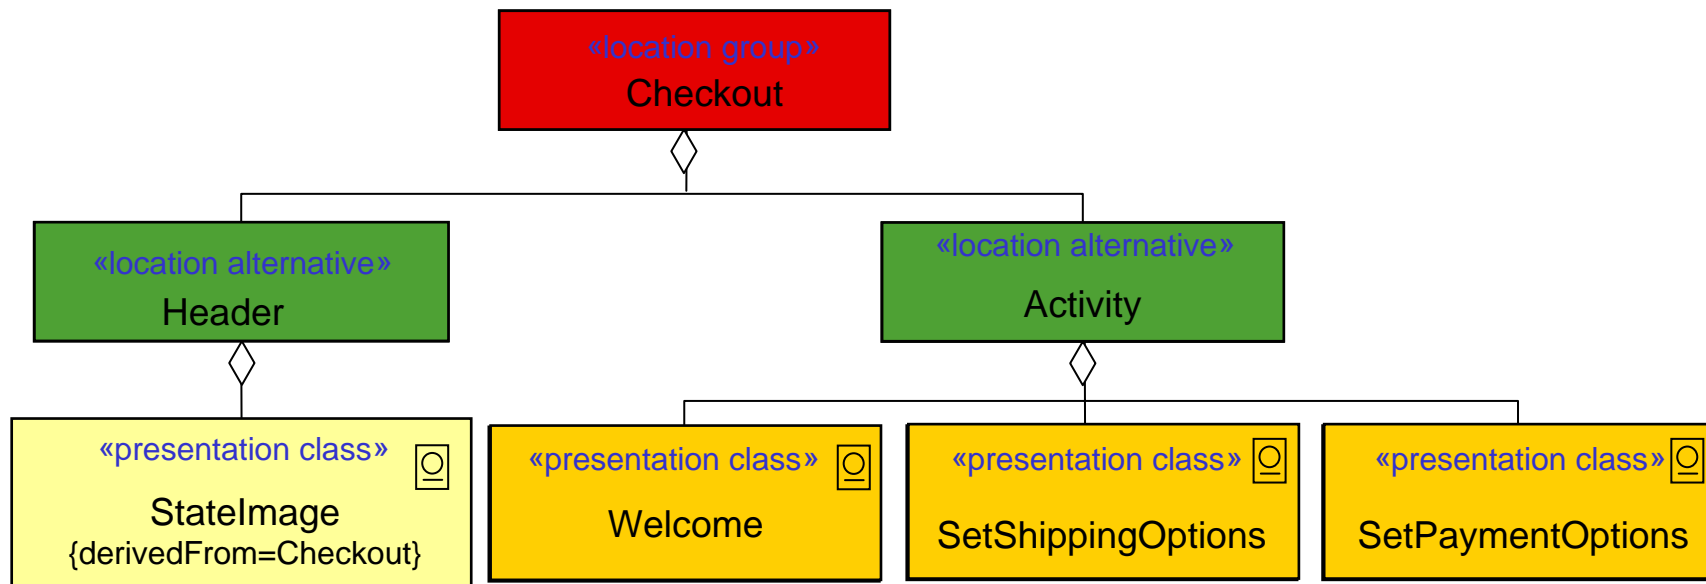 «location group»
Checkout
«location alternative»
Header
«location alternative»
Activity
«presentation class»
StateImage
{derivedFrom=Checkout}
«presentation class»
Welcome
«presentation class»
SetShippingOptions
«presentation class»
SetPaymentOptions